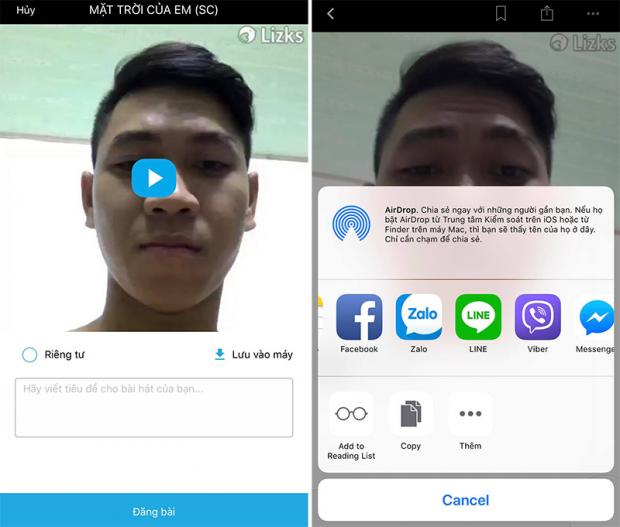 Hủy
MẶT TRỜI CỦA EM (SC)
Lizks
Riêng tư
Lưu vào máy
Hãy viết tiêu đề cho bài hát của bạn...
Đăng bài
Lizks
AirDrop. Chia sẻ ngay với những người gần bạn. Nếu họ
bật AirDrop từ Trung tâm Kiểm soát trên iOS hoặc từ
Finder trên máy Mac, thì bạn sẽ thấy tên của họ ở đây.
Chỉ cần chạm để chia sẻ.
Facebook
Zalo
Zalo
LINE
LINE
Viber
Messenge
Add to
Reading List
Copy
Thêm
Cancel